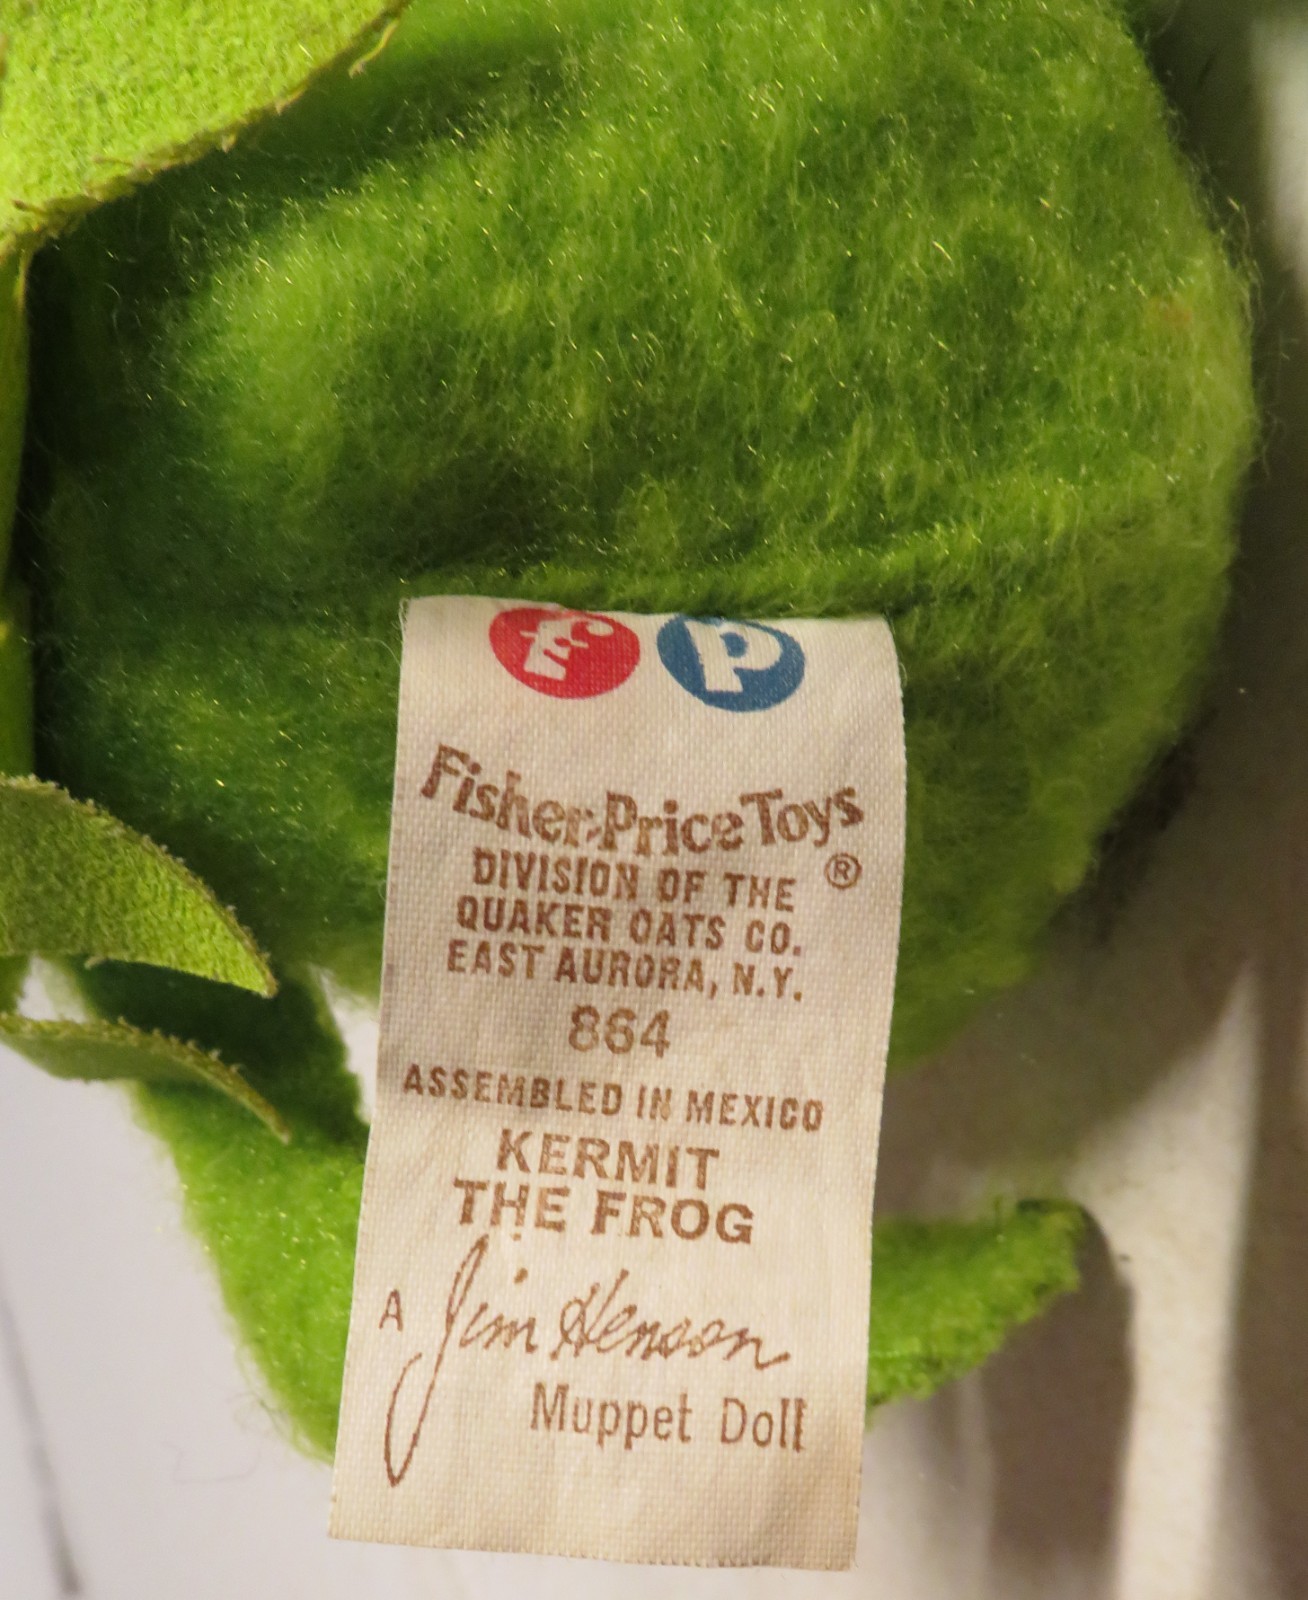 f p
Fisher-Price Toys
®
DIVISION OF THE
QUAKER OATS CO.
EAST AURORA, N.Y.
864
ASSEMBLED IN MEXICO
KERMIT
THE FROG
A Jim Henson
Muppet Doll